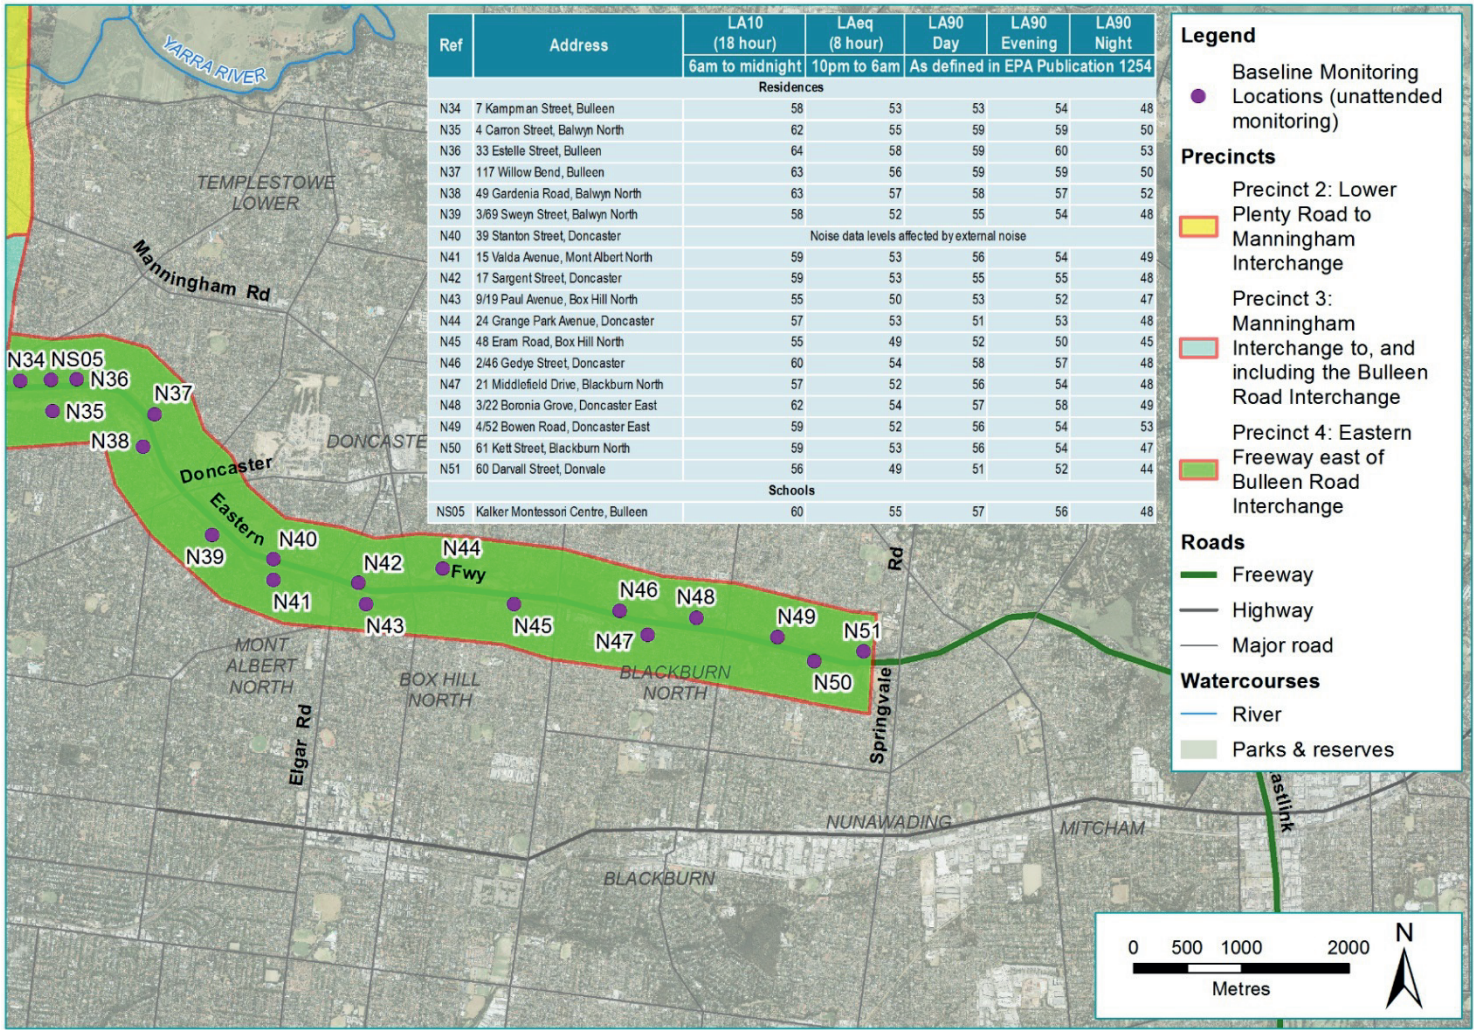 Ref Address LA10 (18 hour) LAeq (8 hour) LA90 Day LA90 Evening LA90 Night
6am to midnight 10pm to 6am As defined in EPA Publication 1254
Residences
N34 7 Kampman Street, Bulleen 58 53 53 54 48
N35 4 Carron Street, Balwyn North 62 55 59 59 50
N36 33 Estelle Street, Bulleen 64 58 59 60 53
N37 117 Willow Bend, Bulleen 63 56 59 59 50
N38 49 Gardenia Road, Balwyn North 63 57 58 57 52
N39 3/69 Sweyn Street, Balwyn North 58 52 55 54 48
N40 39 Stanton Street, Doncaster Noise data levels affected by external noise
N41 15 Valda Avenue, Mont Albert North 59 53 56 54 49
N42 17 Sargent Street, Doncaster 59 53 55 55 48
N43 9/19 Paul Avenue, Box Hill North 55 50 53 52 47
N44 24 Grange Park Avenue, Doncaster 57 53 51 53 48
N45 48 Eram Road, Box Hill North 55 49 52 50 45
N46 2/46 Gedye Street, Doncaster 60 54 58 57 48
N47 21 Middlefield Drive, Blackburn North 57 52 56 54 48
N48 3/22 Boronia Grove, Doncaster East 62 54 57 58 49
N49 4/52 Bowen Road, Doncaster East 59 52 56 54 53
N50 61 Kett Street, Blackburn North 59 53 56 54 47
N51 60 Darvall Street, Donvale 56 49 51 52 44
Schools
NS05 Kalker Montessori Centre, Bulleen 60 55 57 56 48
Legend
Baseline Monitoring
Locations (unattended
monitoring)
Precincts
Precinct 2: Lower
Plenty Road to
Manningham
Interchange
Precinct 3:
Manningham
Interchange to, and
including the Bulleen
Road Interchange
Precinct 4: Eastern
Freeway east of
Bulleen Road
Interchange
Roads
Freeway
Highway
Major road
Watercourses
River
Parks & reserves
YARRA RIVER
TEMPLESTOWE
LOWER
Manningham Rd
N34 NS05
N36
N35
N37
N38
DONCASTE
Doncaster
Eastern
N39
N40
N41
N42
N43
N44
Fwy
N45
N46
N47
N48
N49
N50
N51
Rd
Springvale
MONT
ALBERT
NORTH
BOX HILL
NORTH
BLACKBURN
NORTH
Elgar Rd
NUNAWADING
MITCHAM
BLACKBURN
astlink
0 500 1000 2000
Metres
N